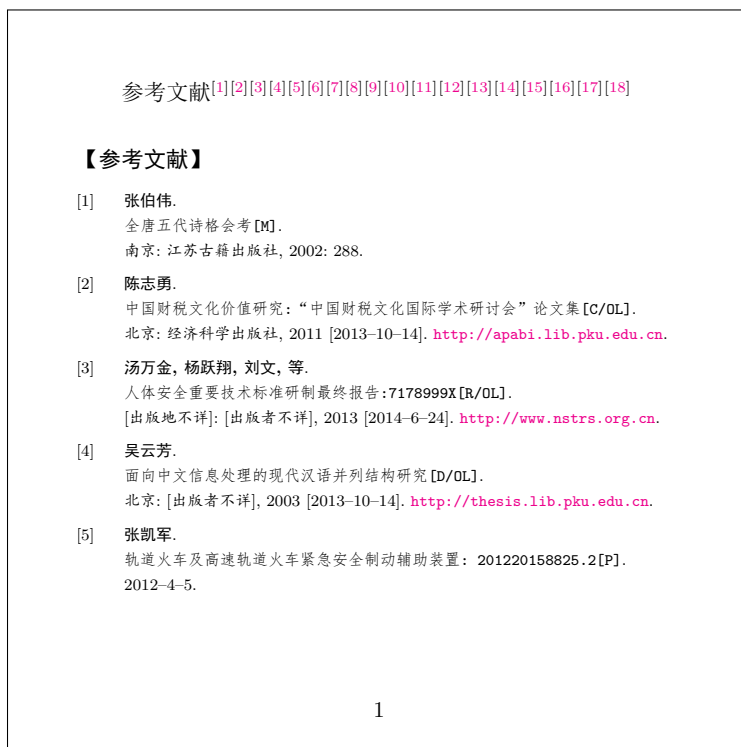 参考文献[1][2][3][4][5][6][7][8][9][10][11][12][13][14][15][16][17][18]
【参考文献】
[1] 张伯伟.
全唐五代诗格会考[M].
南京: 江苏古籍出版社, 2002: 288.
[2] 陈志勇.
中国财税文化价值研究：“中国财税文化国际学术研讨会”论文集[C/OL].
北京: 经济科学出版社, 2011 [2013–10–14]. http://apabi.lib.pku.edu.cn.
[3] 汤万金, 杨跃翔, 刘文, 等.
人体安全重要技术标准研制最终报告:7178999X[R/OL].
[出版地不详]: [出版者不详], 2013 [2014–6–24]. http://www.nstrs.org.cn.
[4] 吴云芳.
面向中文信息处理的现代汉语并列结构研究[D/OL].
北京: [出版者不详], 2003 [2013–10–14]. http://thesis.lib.pku.edu.cn.
[5] 张凯军.
轨道火车及高速轨道火车紧急安全制动辅助装置: 201220158825.2[P].
2012–4–5.
1